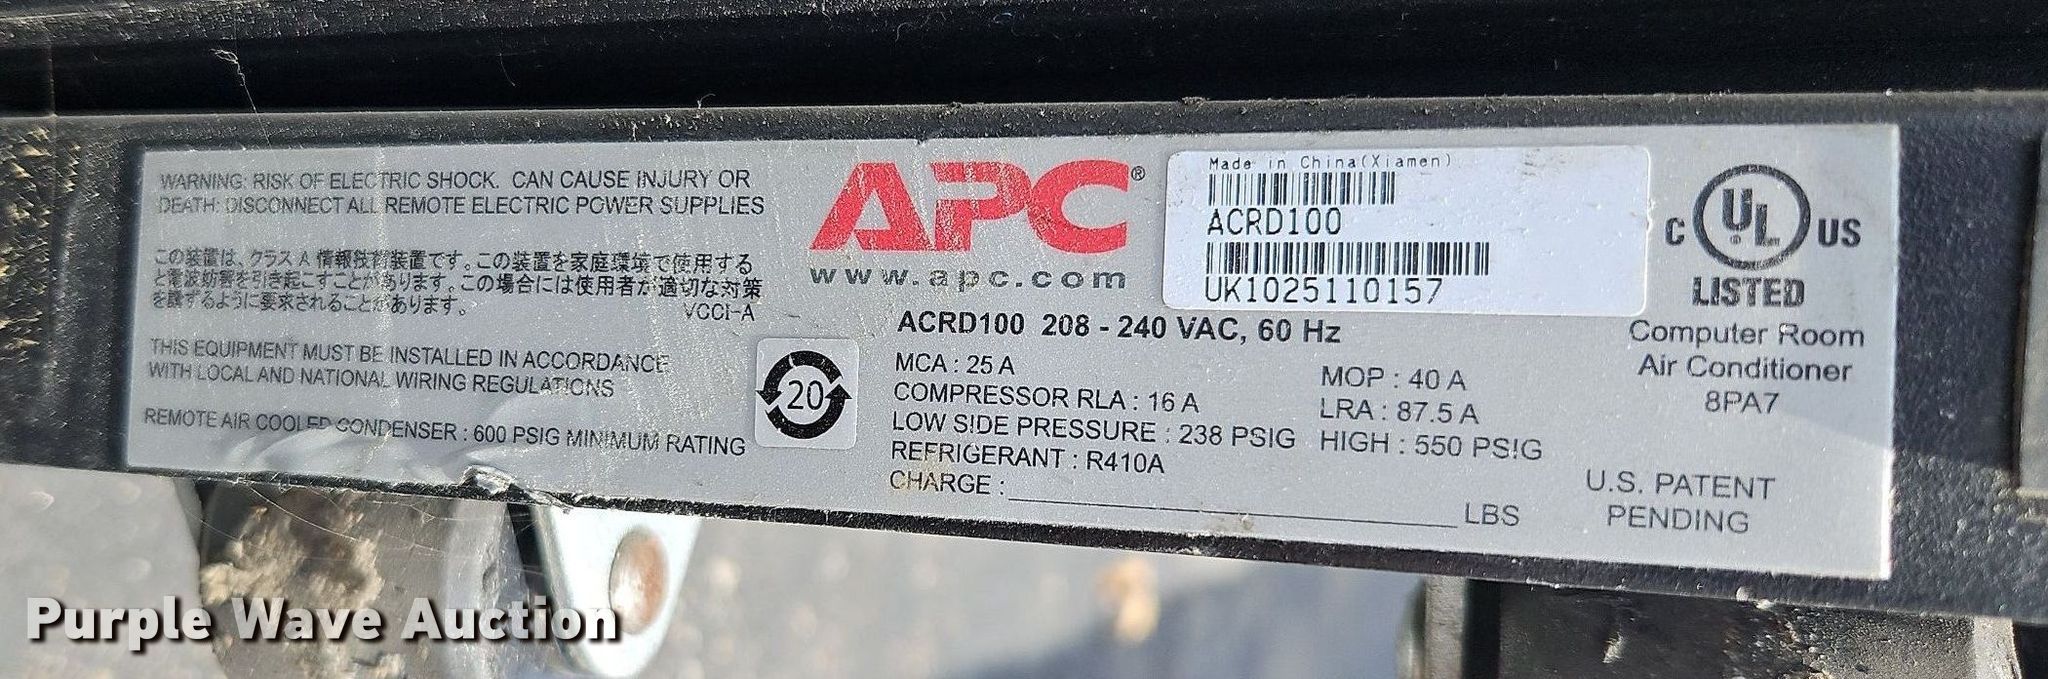 WARNING: RISK OF ELECTRIC SHOCK. CAN CAUSE INJURY OR
DEATH: DISCONNECT ALL REMOTE ELECTRIC POWER SUPPLIES
この装置は、クラス A 情報技術装置です。この装置を家庭環境で使用する
と電波妨害を引き起こすことがあります。この場合には使用者が適切な対策
を講ずるように要求されることがあります。
VCCI-A
THIS EQUIPMENT MUST BE INSTALLED IN ACCORDANCE
WITH LOCAL AND NATIONAL WIRING REGULATIONS
REMOTE AIR COOLED CONDENSER : 600 PSIG MINIMUM RATING
20
APC®
www.apc.com
Made in China(Xiamen)
ACRD100
UK1025110157
ACRD100 208 - 240 VAC, 60 Hz
MCA : 25 A
MOP : 40 A
COMPRESSOR RLA : 16 A
LRA : 87.5 A
LOW SIDE PRESSURE : 238 PSIG
HIGH : 550 PSIG
REFRIGERANT : R410A
CHARGE : LBS
C UL US
®
LISTED
Computer Room
Air Conditioner
8PA7
U.S. PATENT
PENDING
Purple Wave Auction